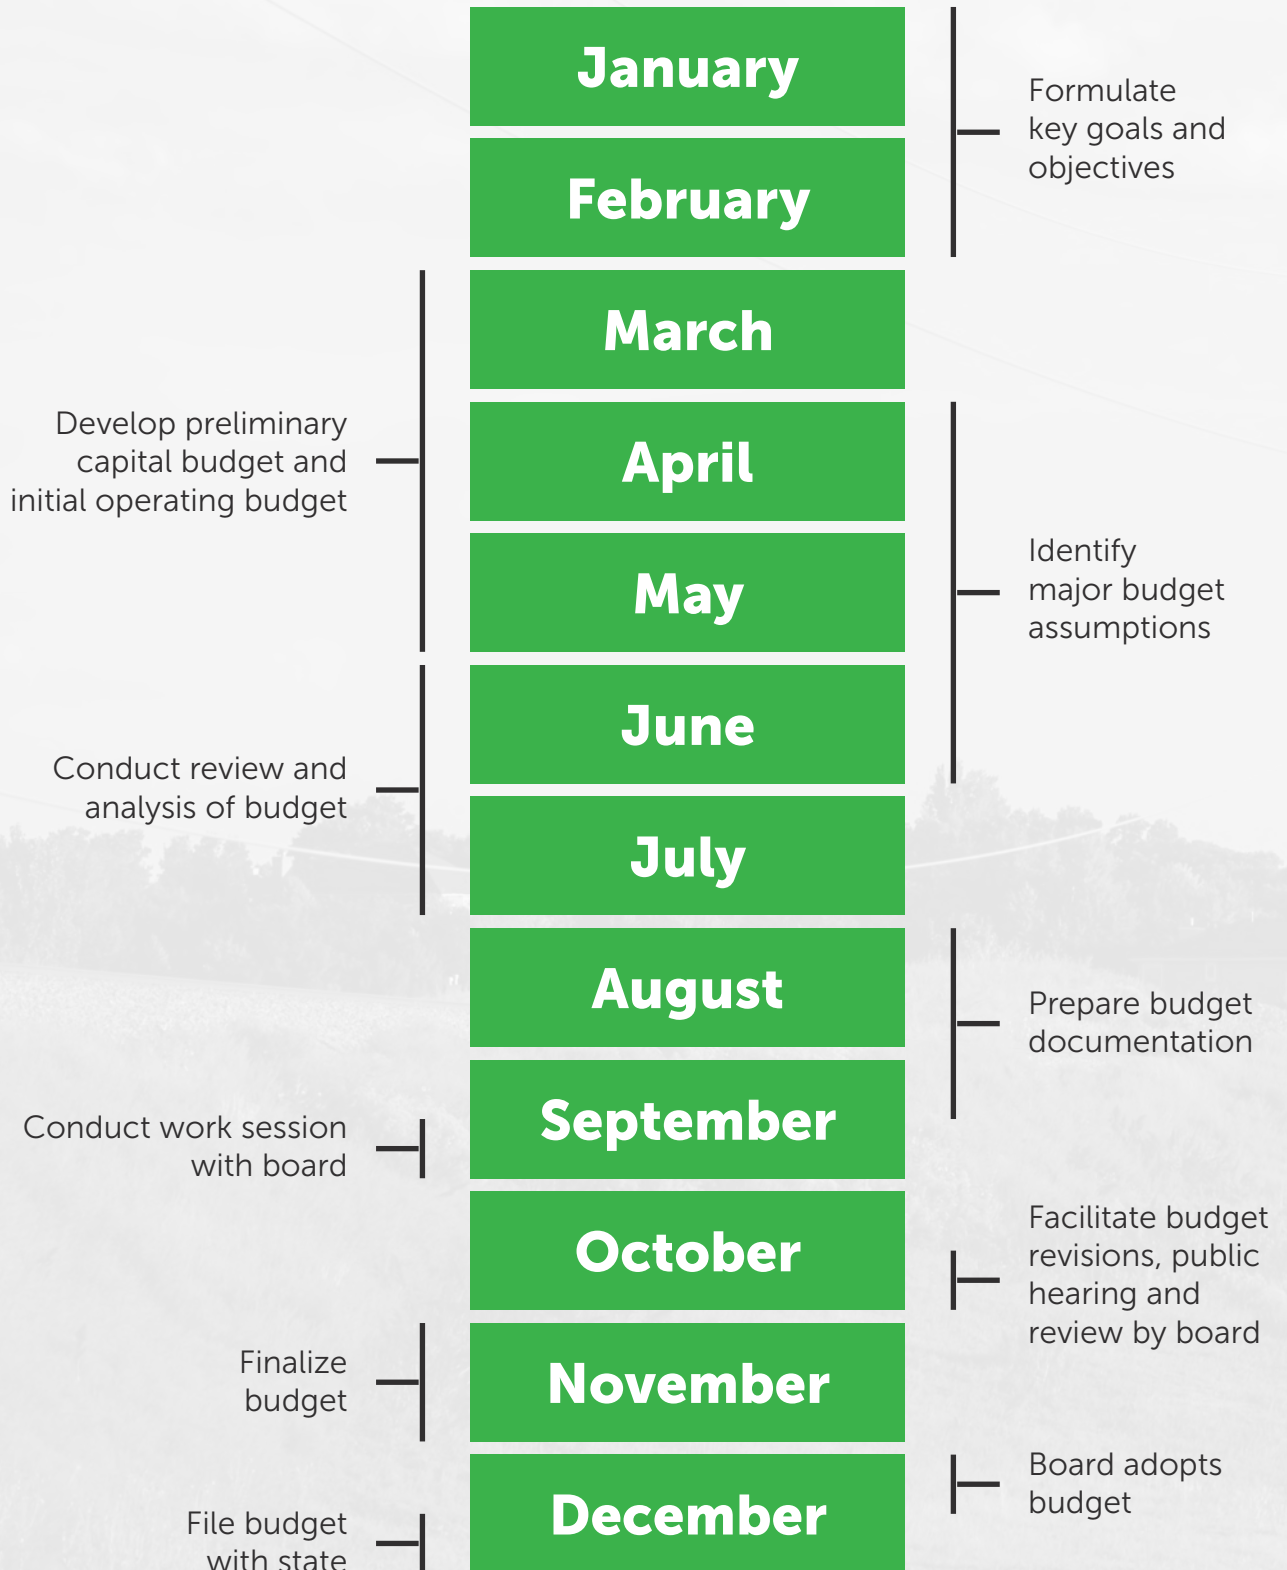 January
Formulate
key goals and
objectives
February
March
Develop preliminary
capital budget and
initial operating budget
April
May
Identify
major budget
assumptions
June
Conduct review and
analysis of budget
July
August
Prepare budget
documentation
September
Conduct work session
with board
October
Facilitate budget
revisions, public
hearing and
review by board
November
Finalize
budget
December
Board adopts
budget
File budget
with state